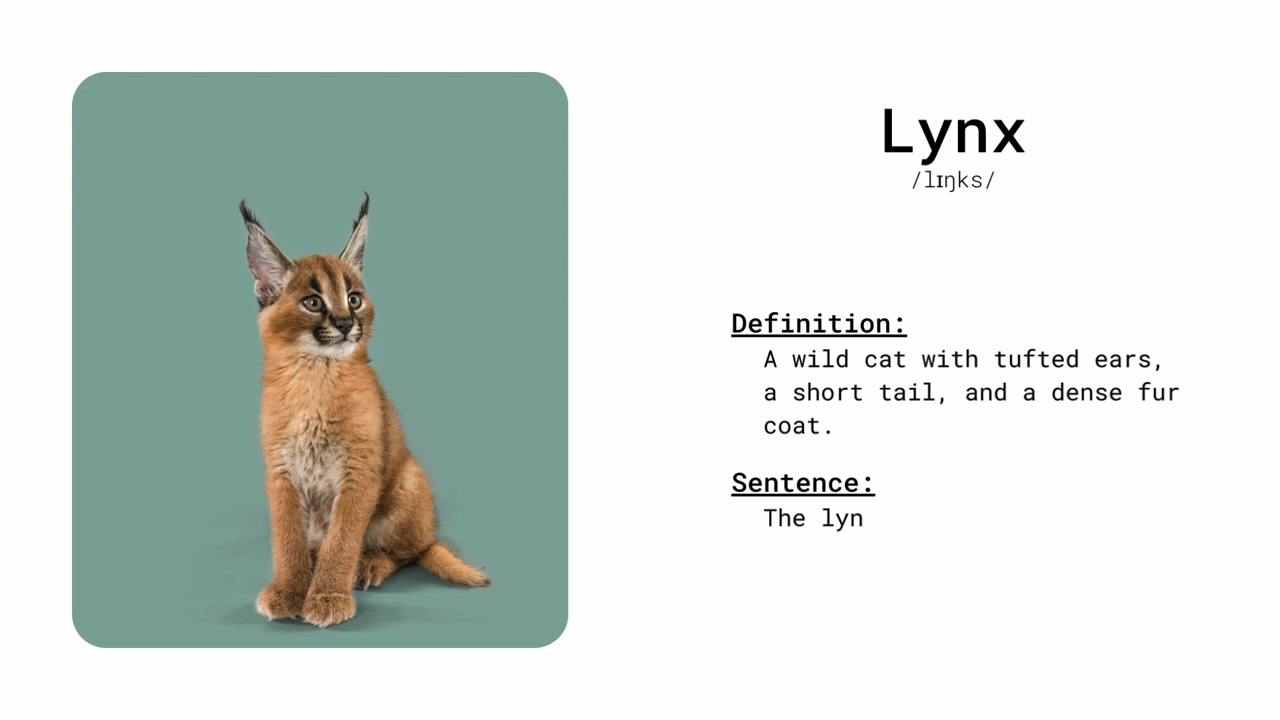 Lynx
/lɪŋks/
Definition:
A wild cat with tufted ears,
a short tail, and a dense fur
coat.
Sentence:
The lyn